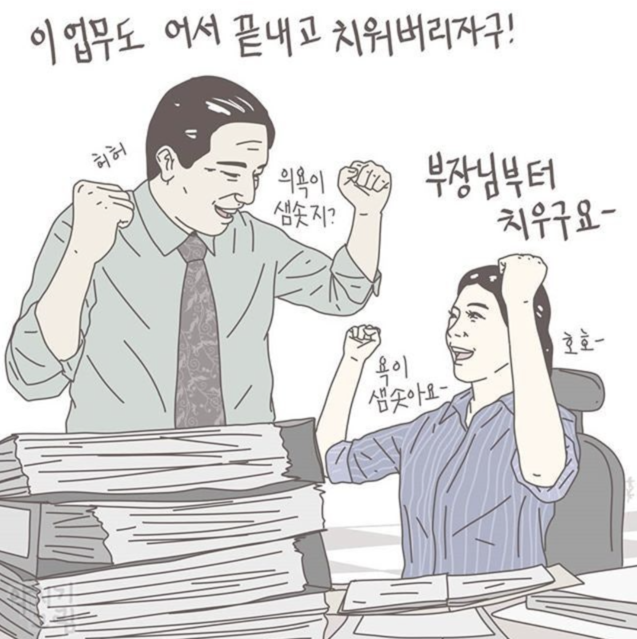 이 업무도 어서 끝내고 치워버리자구!
허허
의욕이
샘솟지?
부장님부터
치우구요~
호호~
욕이
샘솟아요~